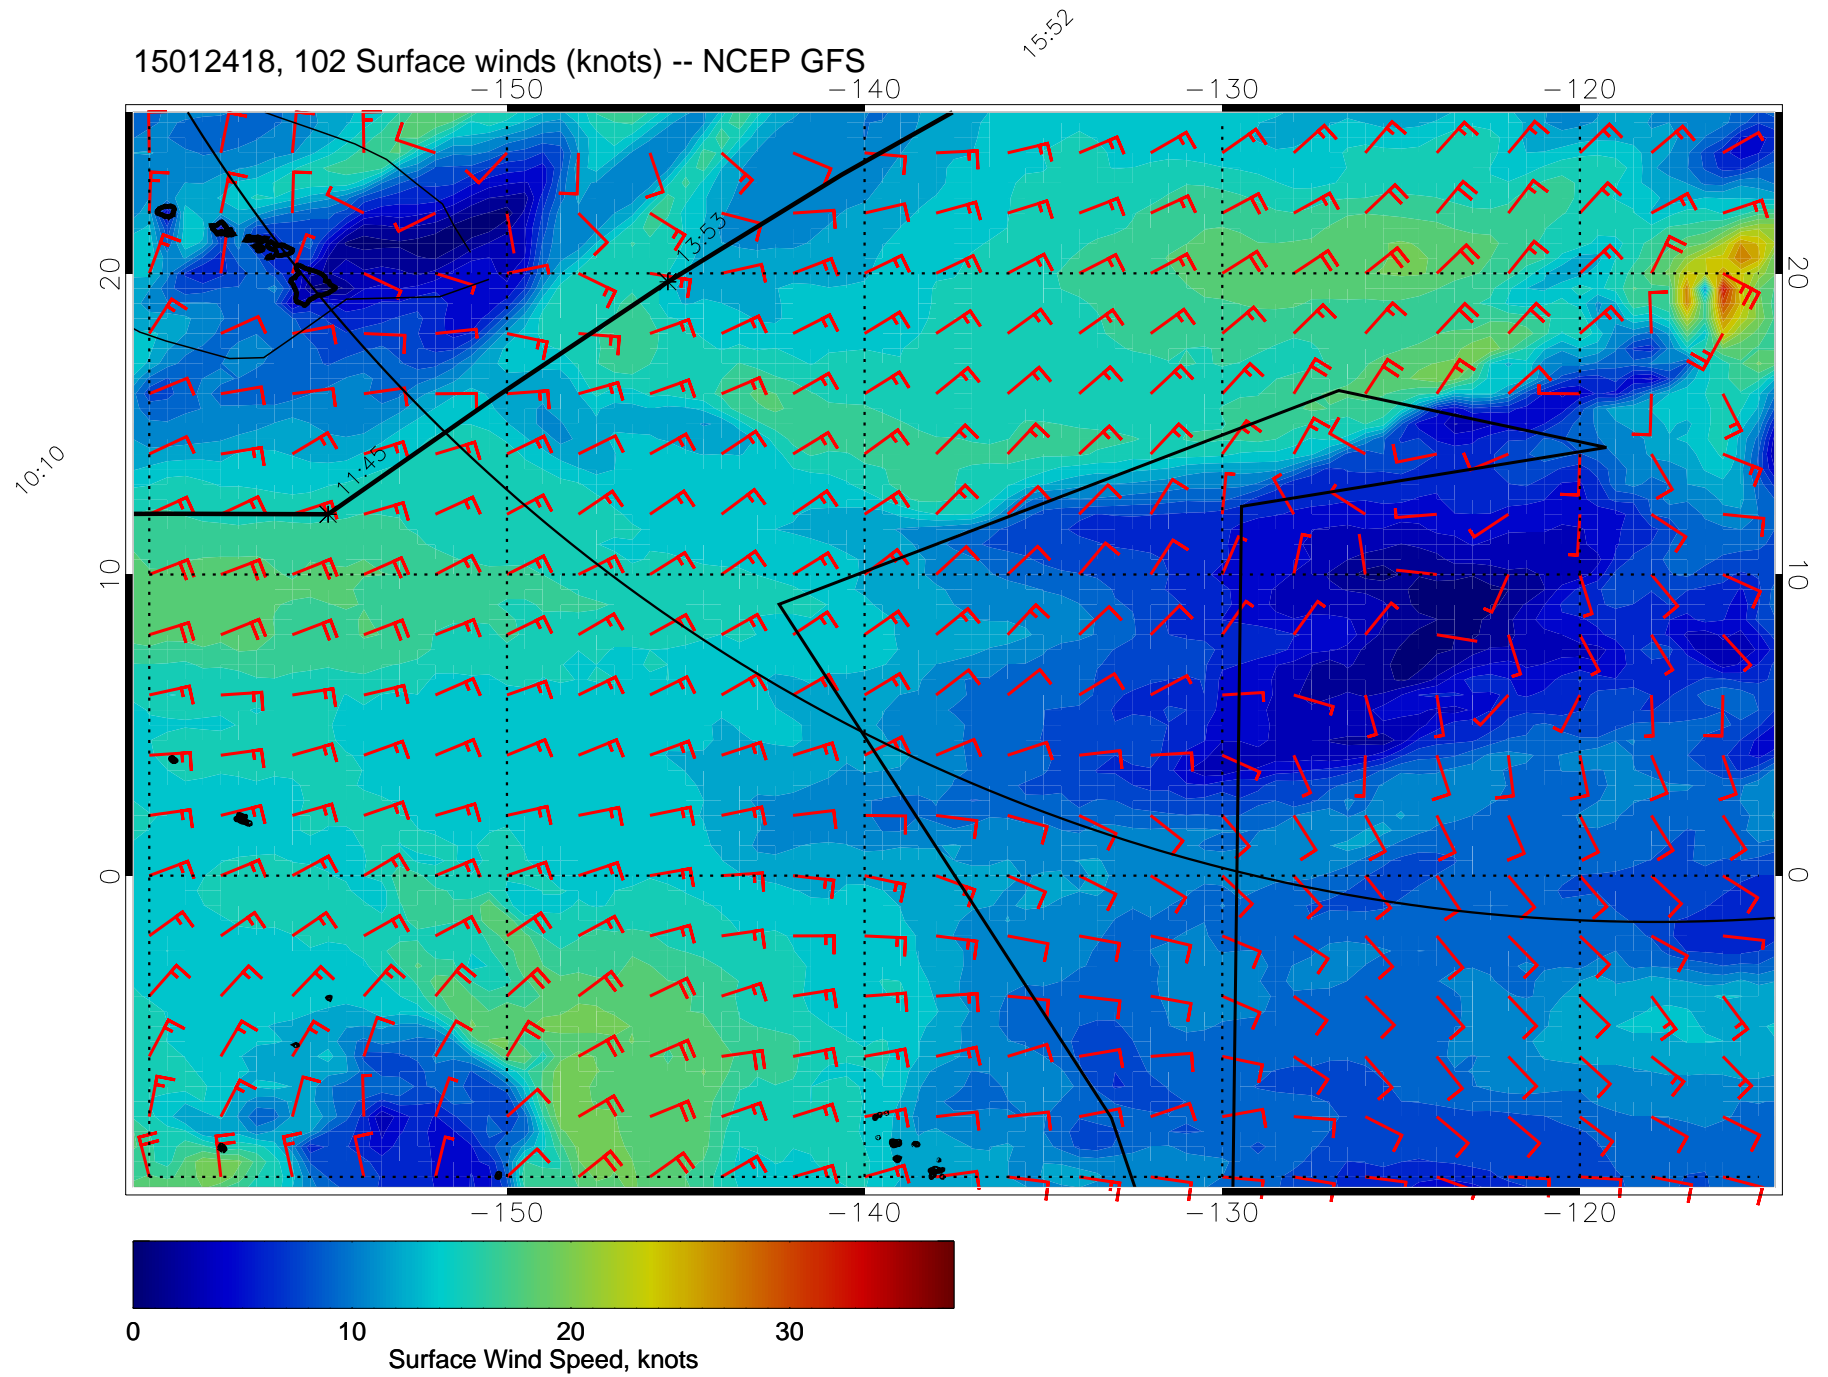 15:52
15012418, 102 Surface winds (knots) -- NCEP GFS
-150 -140 -130 -120
13:53
20 20
11:45
10:10
10 10
0 0
-150 -140 -130 -120
0 10 20 30
Surface Wind Speed, knots